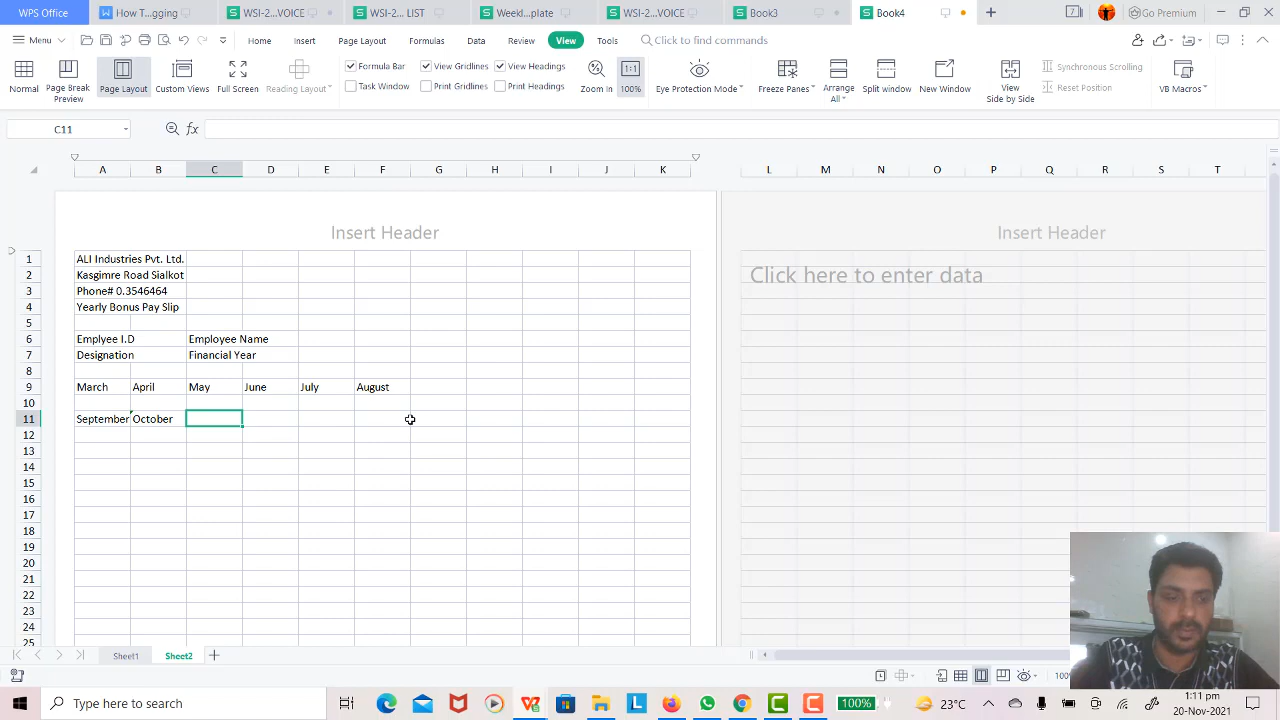 WPS Office How T... WSI-2...VOICE WSI-2... LIST Weekl...plate WSI-2...VOICE Book3 Book4 Go Premium
Menu Home Insert Page Layout Formulas Data Review View Tools Click to find commands
Normal Page Break Preview Page Layout Custom Views Full Screen Reading Layout Formula Bar View Gridlines View Headings Task Window Print Gridlines Print Headings Zoom In 1:1 100% Eye Protection Mode Freeze Panes Arrange All Split window New Window View Side by Side Synchronous Scrolling Reset Position VB Macros
C11 fx
A B C D E F G H I J K L M N O P Q R S T
Insert Header Insert Header
1 ALI Industries Pvt. Ltd.
2 Kasgimre Road Sialkot Click here to enter data
3 Phone# 0.3546464
4 Yearly Bonus Pay Slip
5
6 Emplyee I.D Employee Name
7 Designation Financial Year
8
9 March April May June July August
10
11 September October
12
13
14
15
16
17
18
19
20
21
22
23
24
25
Sheet1 Sheet2
Type here to search 100% 23°C 1:11 pm
20-Nov-2021